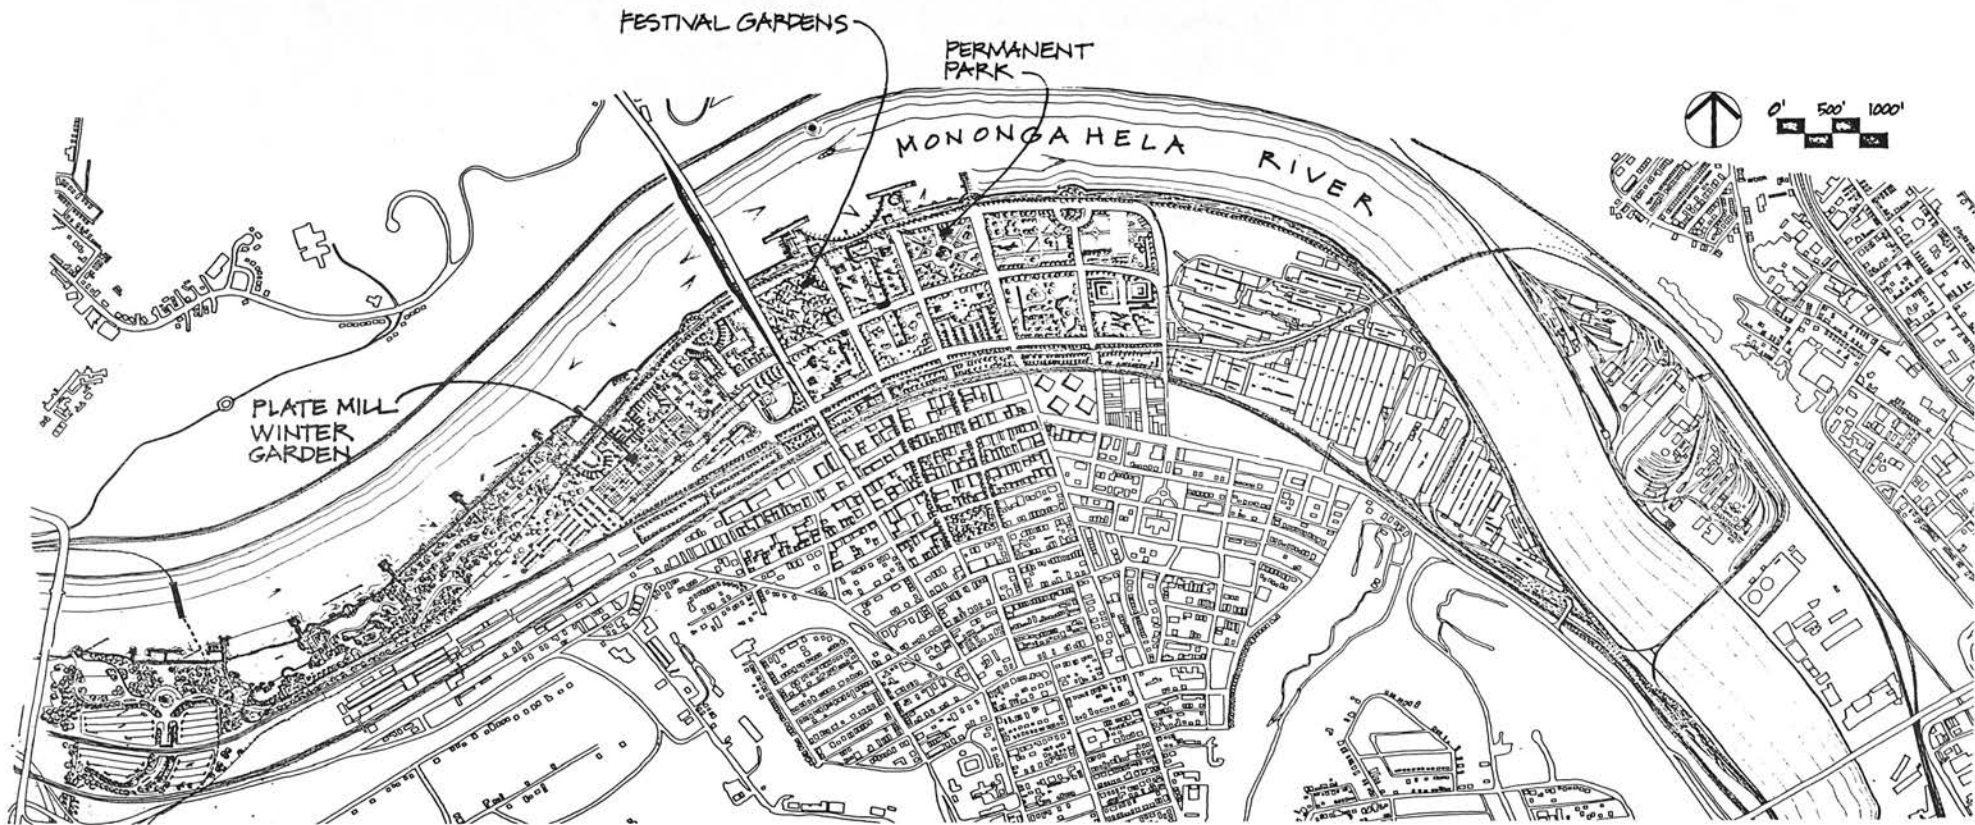 FESTIVAL GARDENS
PERMANENT
PARK
MONONGAHELA RIVER
0' 500' 1000'
PLATE MILL
WINTER
GARDEN